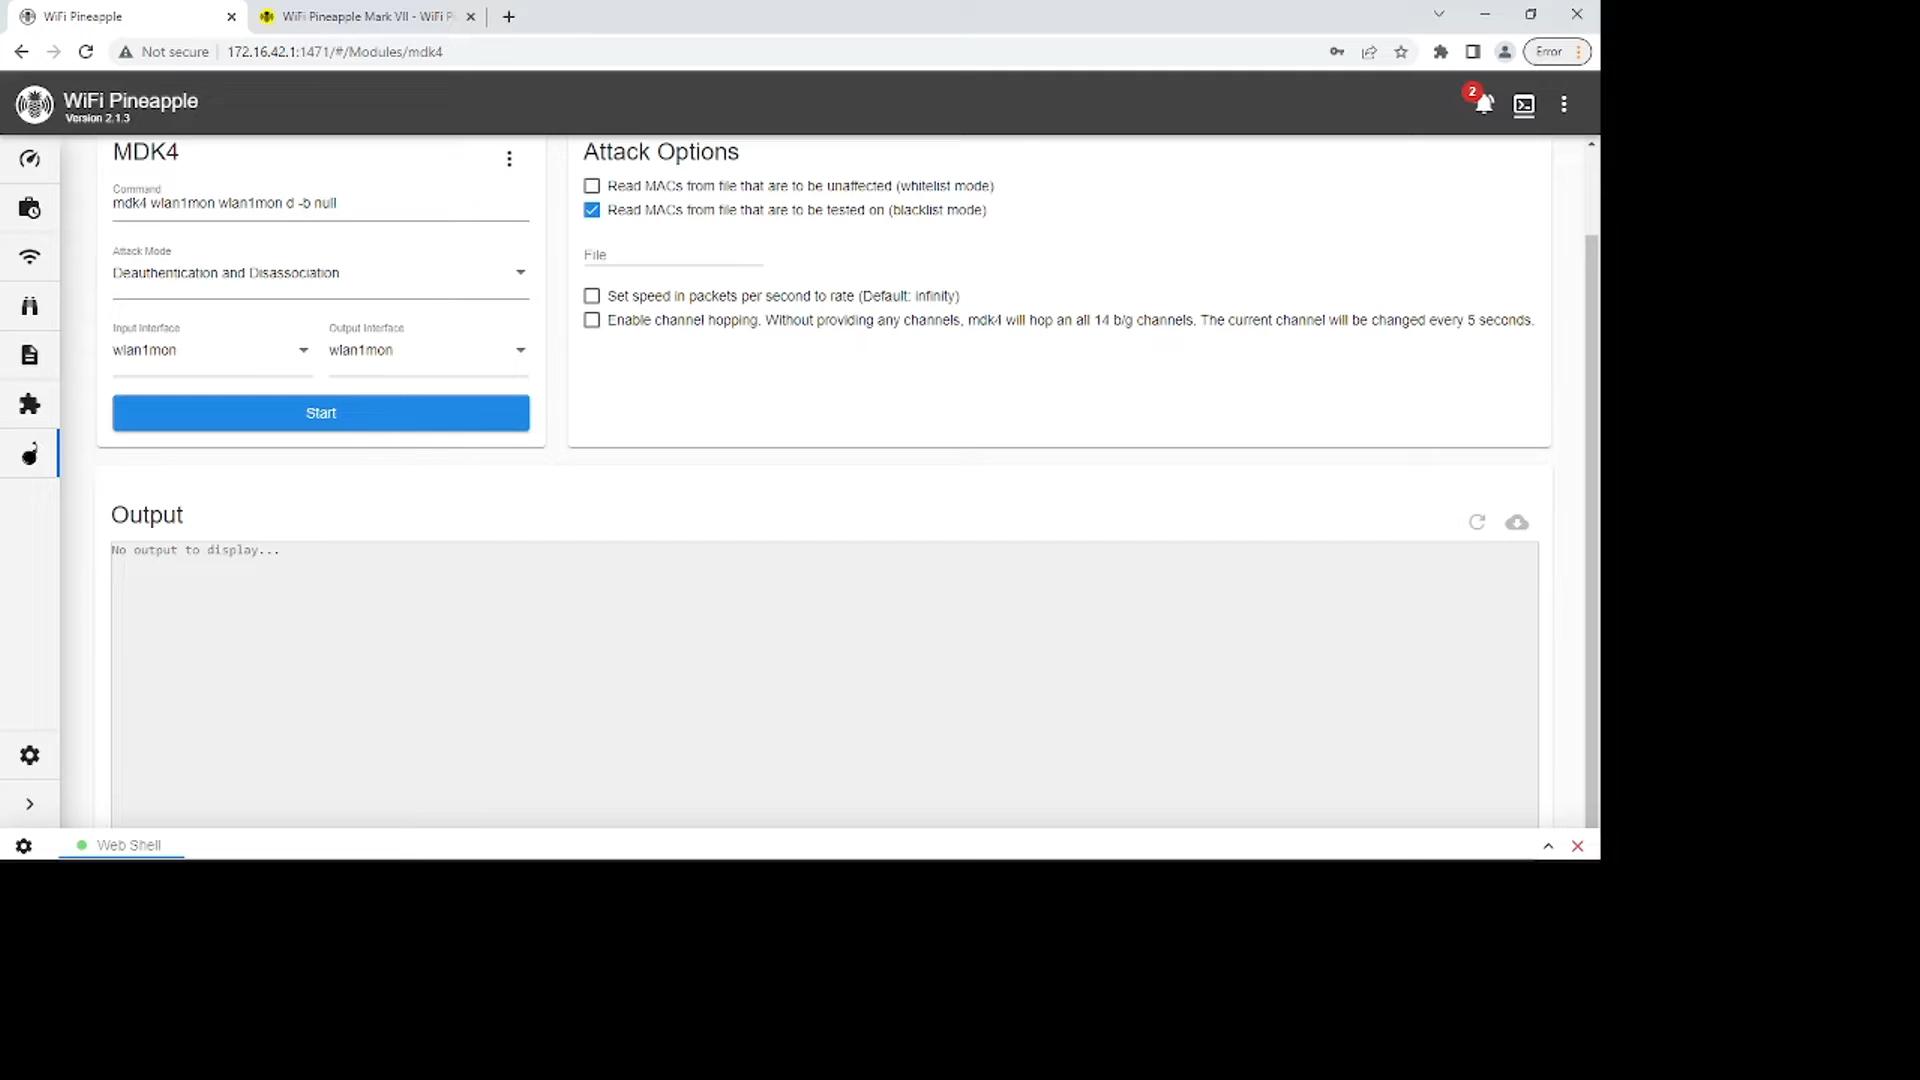 WiFi Pineapple
WiFi Pineapple Mark VII - WiFi P
Not secure
172.16.42.1:1471/#/Modules/mdk4
Error
WiFi Pineapple
Version 2.1.3
2
MDK4
Command
mdk4 wlan1mon wlan1mon d -b null
Attack Mode
Deauthentication and Disassociation
Input Interface
Output Interface
wlan1mon
wlan1mon
Start
Attack Options
Read MACs from file that are to be unaffected (whitelist mode)
Read MACs from file that are to be tested on (blacklist mode)
File
Set speed in packets per second to rate (Default: infinity)
Enable channel hopping. Without providing any channels, mdk4 will hop an all 14 b/g channels. The current channel will be changed every 5 seconds.
Output
No output to display...
Web Shell